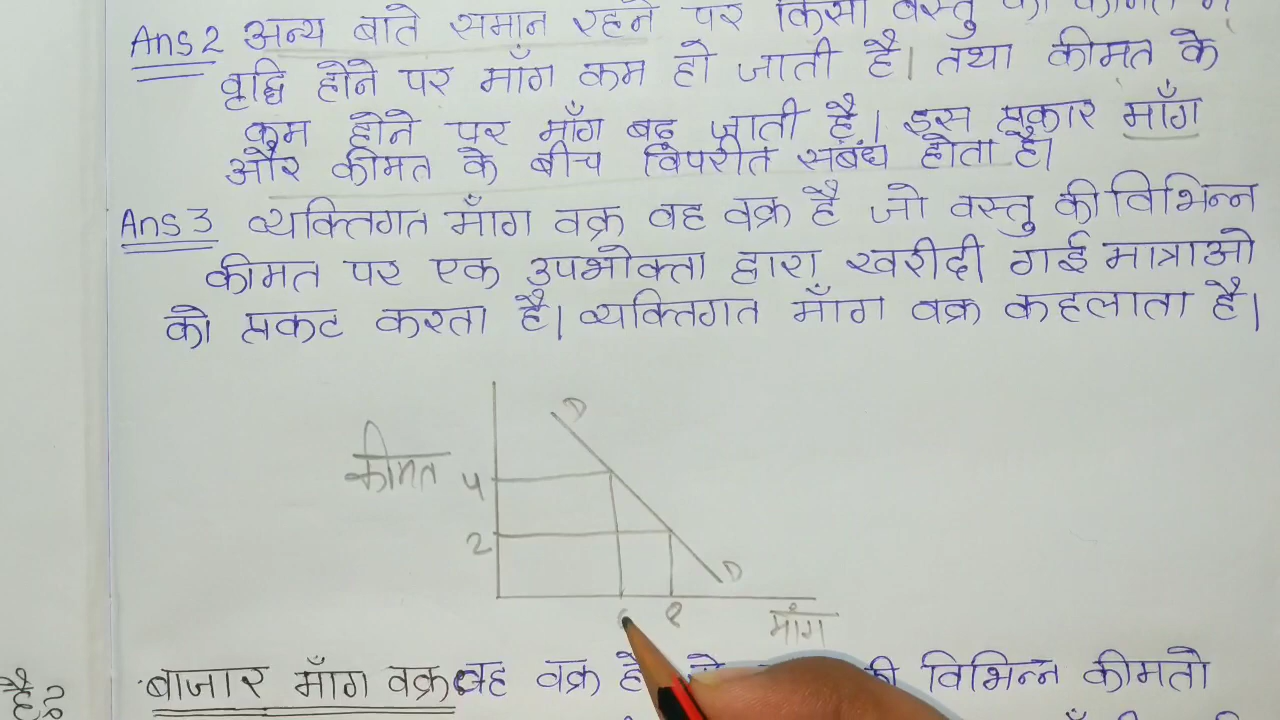 Ans 2 अन्य बाते समान रहने पर किसी वस्तु की कीमत में
वृद्धि होने पर माँग कम हो जाती है। तथा कीमत के
कम होने पर माँग बढ़ जाती है। इस प्रकार माँग
और कीमत के बीच विपरीत संबंध होता है।
Ans 3 व्यक्तिगत माँग वक्र वह वक्र है जो वस्तु की विभिन्न
कीमत पर एक उपभोक्ता द्वारा खरीदी गई मात्राओ
को प्रकट करता है। व्यक्तिगत माँग वक्र कहलाता है।
D
कीमत 4
2
D
8
मांग
बाजार माँग वक्र वह वक्र है विभिन्न कीमतो
है?